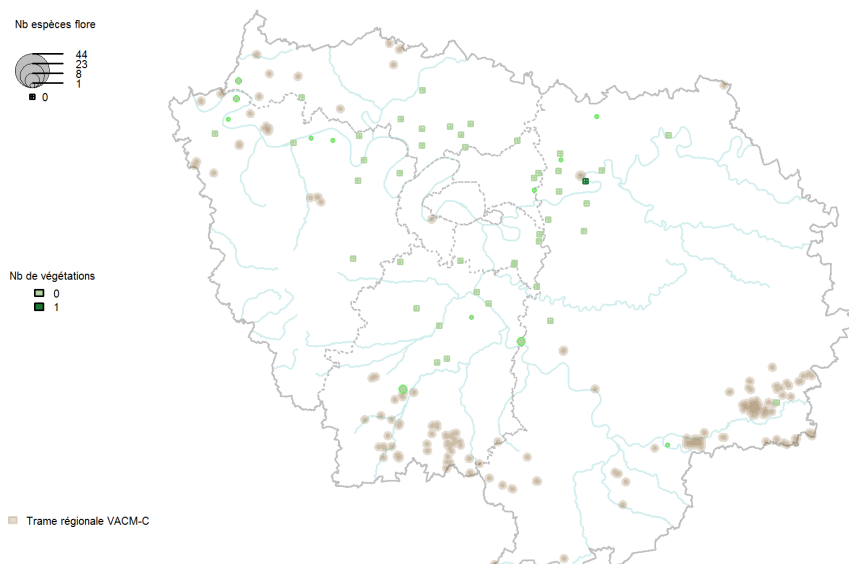 Nb espèces flore
44
23
8
1
0
Nb de végétations
0
1
Trame régionale VACM-C